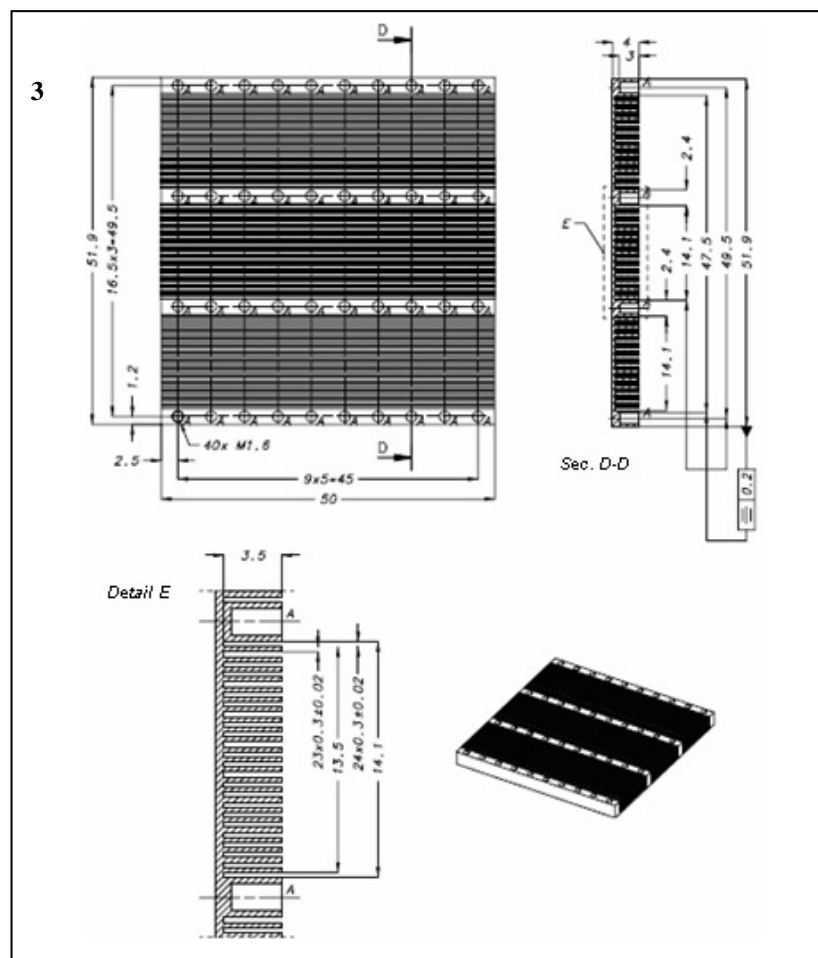 3
D
51.9
16.5x3=49.5
1.2
2.5
40x M1.6
D
9x5=45
50
A A A A A A A A A A
A A A A A A A A A A
A A A A A A A A A A
A A A A A A A A A A
4
3
A
2.4
E
14.1
2.4
47.5
49.5
51.9
14.1
A
Sec. D-D
0.2
Detail E
3.5
A
23x0.3±0.02
13.5
24x0.3±0.02
14.1
A